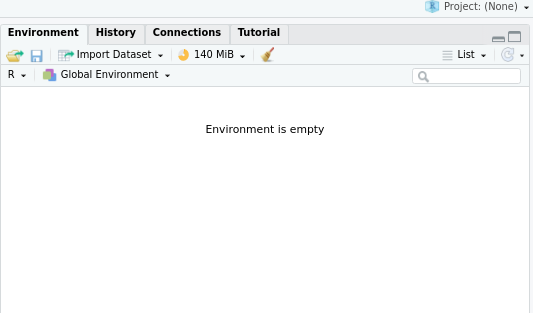 Project: (None)
Environment History Connections Tutorial
Import Dataset 140 MiB List
R Global Environment
Environment is empty